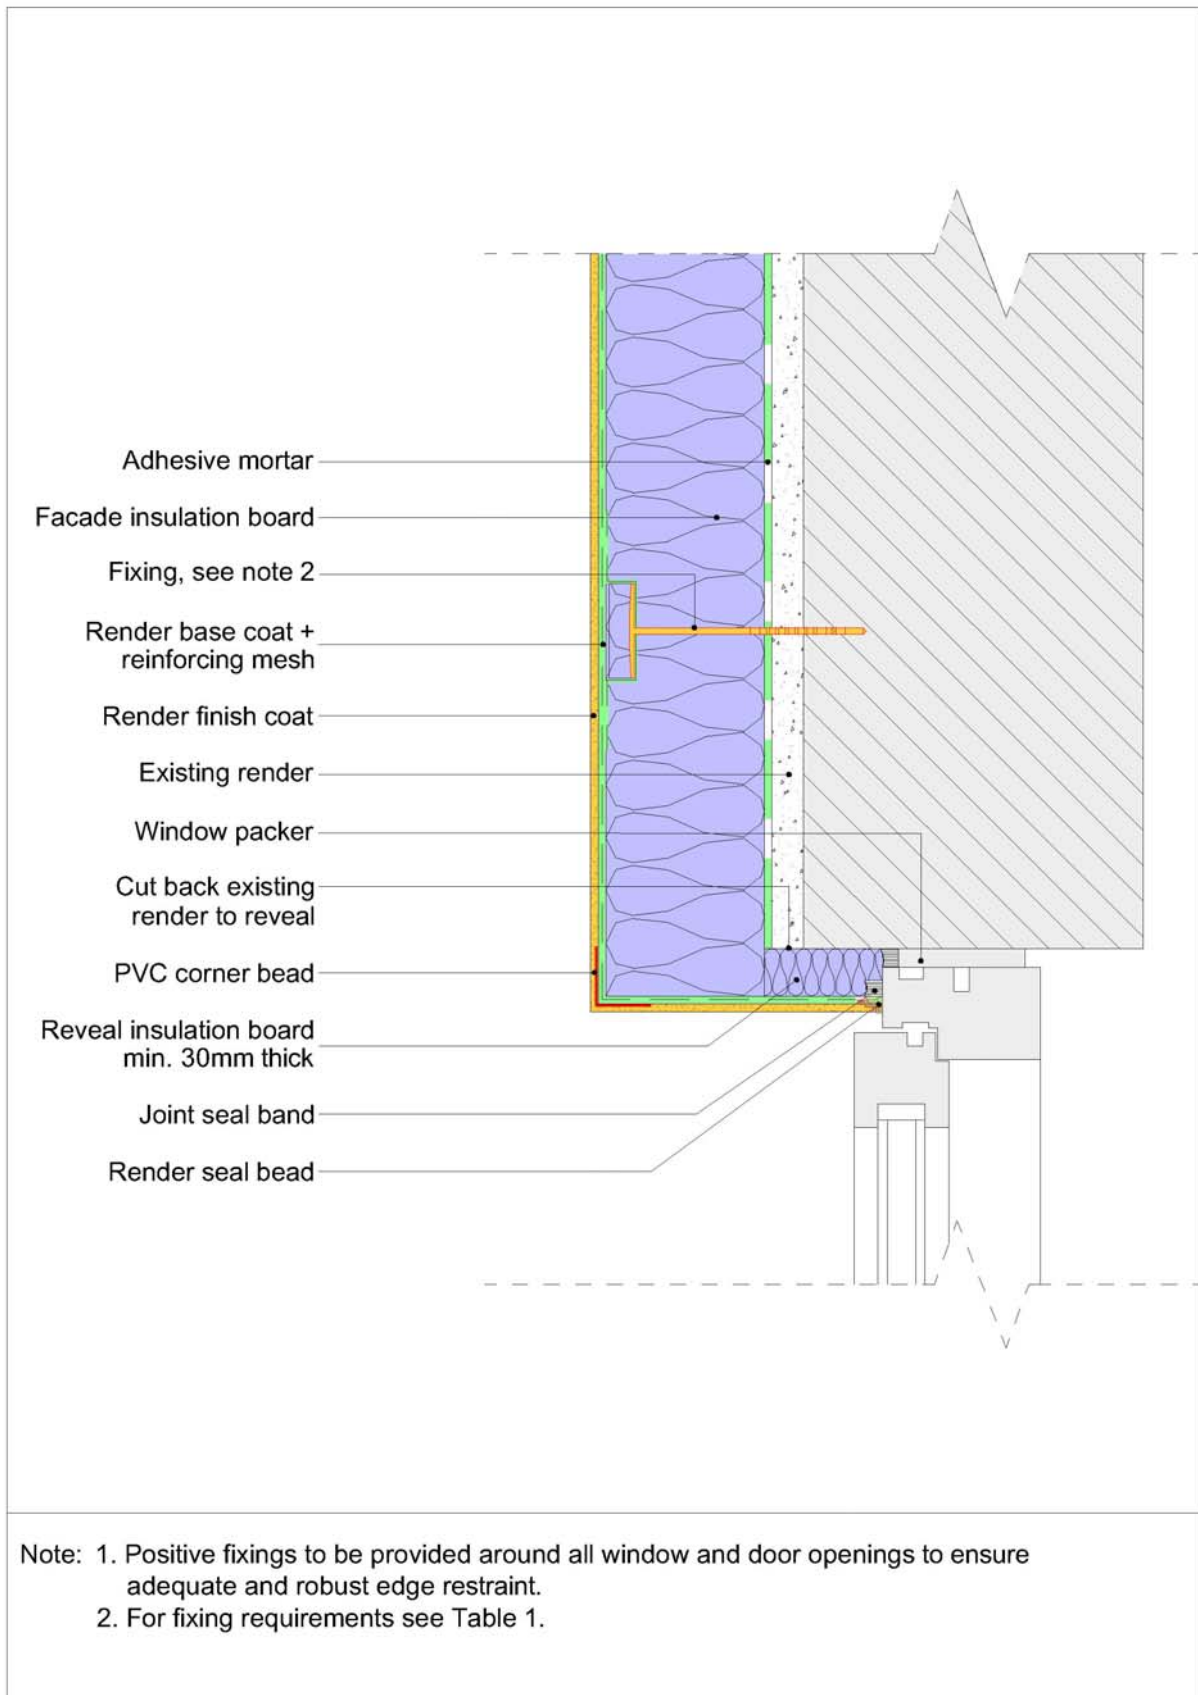 Adhesive mortar
Facade insulation board
Fixing, see note 2
Render base coat +
reinforcing mesh
Render finish coat
Existing render
Window packer
Cut back existing
render to reveal
PVC corner bead
Reveal insulation board
min. 30mm thick
Joint seal band
Render seal bead
Note: 1. Positive fixings to be provided around all window and door openings to ensure
adequate and robust edge restraint.
2. For fixing requirements see Table 1.